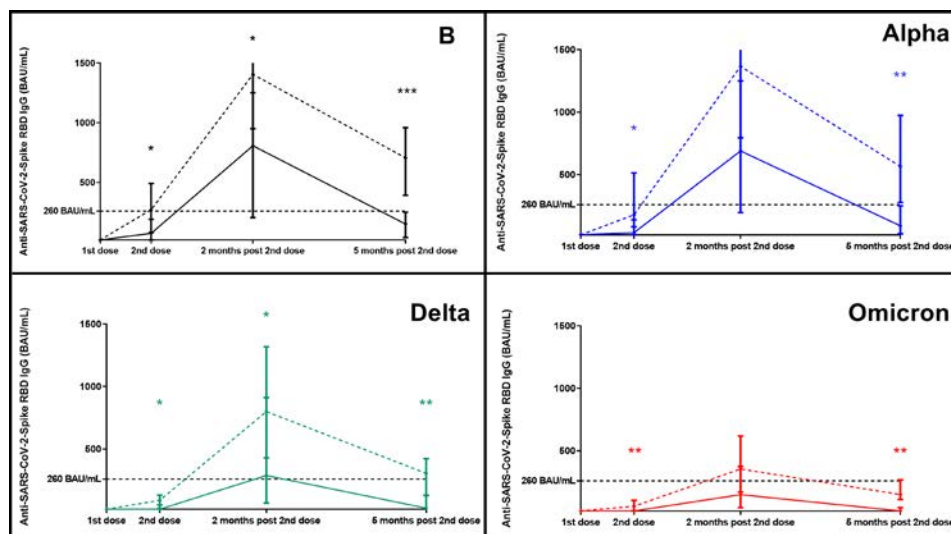 B
Anti-SARS-CoV-2-Spike RBD IgG (BAU/mL)
1500
1000
500
260 BAU/mL
* * ***
1st dose 2nd dose 2 months post 2nd dose 5 months post 2nd dose
Alpha
Anti-SARS-CoV-2-Spike RBD IgG (BAU/mL)
1500
1000
500
260 BAU/mL
* **
1st dose 2nd dose 2 months post 2nd dose 5 months post 2nd dose
Delta
Anti-SARS-CoV-2-Spike RBD IgG (BAU/mL)
1500
1000
500
260 BAU/mL
* * **
1st dose 2nd dose 2 months post 2nd dose 5 months post 2nd dose
Omicron
Anti-SARS-CoV-2-Spike RBD IgG (BAU/mL)
1500
1000
500
260 BAU/mL
** **
1st dose 2nd dose 2 months post 2nd dose 5 months post 2nd dose